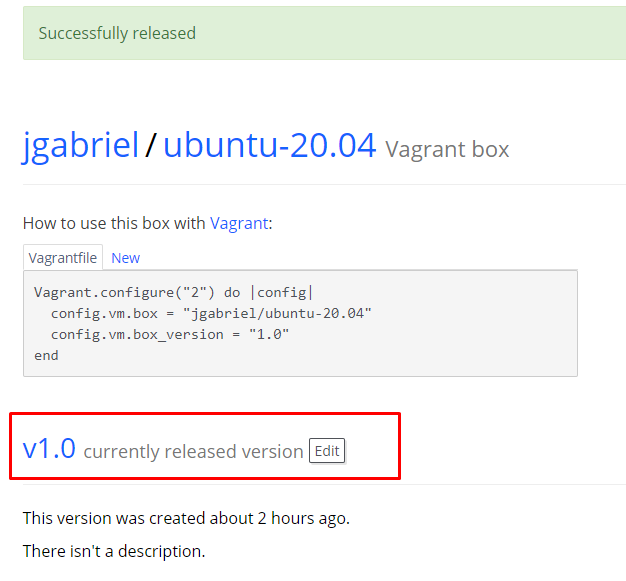 Successfully released
jgabriel / ubuntu-20.04 Vagrant box
How to use this box with Vagrant:
Vagrantfile New
Vagrant.configure("2") do |config|
  config.vm.box = "jgabriel/ubuntu-20.04"
  config.vm.box_version = "1.0"
end
v1.0 currently released version Edit
This version was created about 2 hours ago.
There isn't a description.